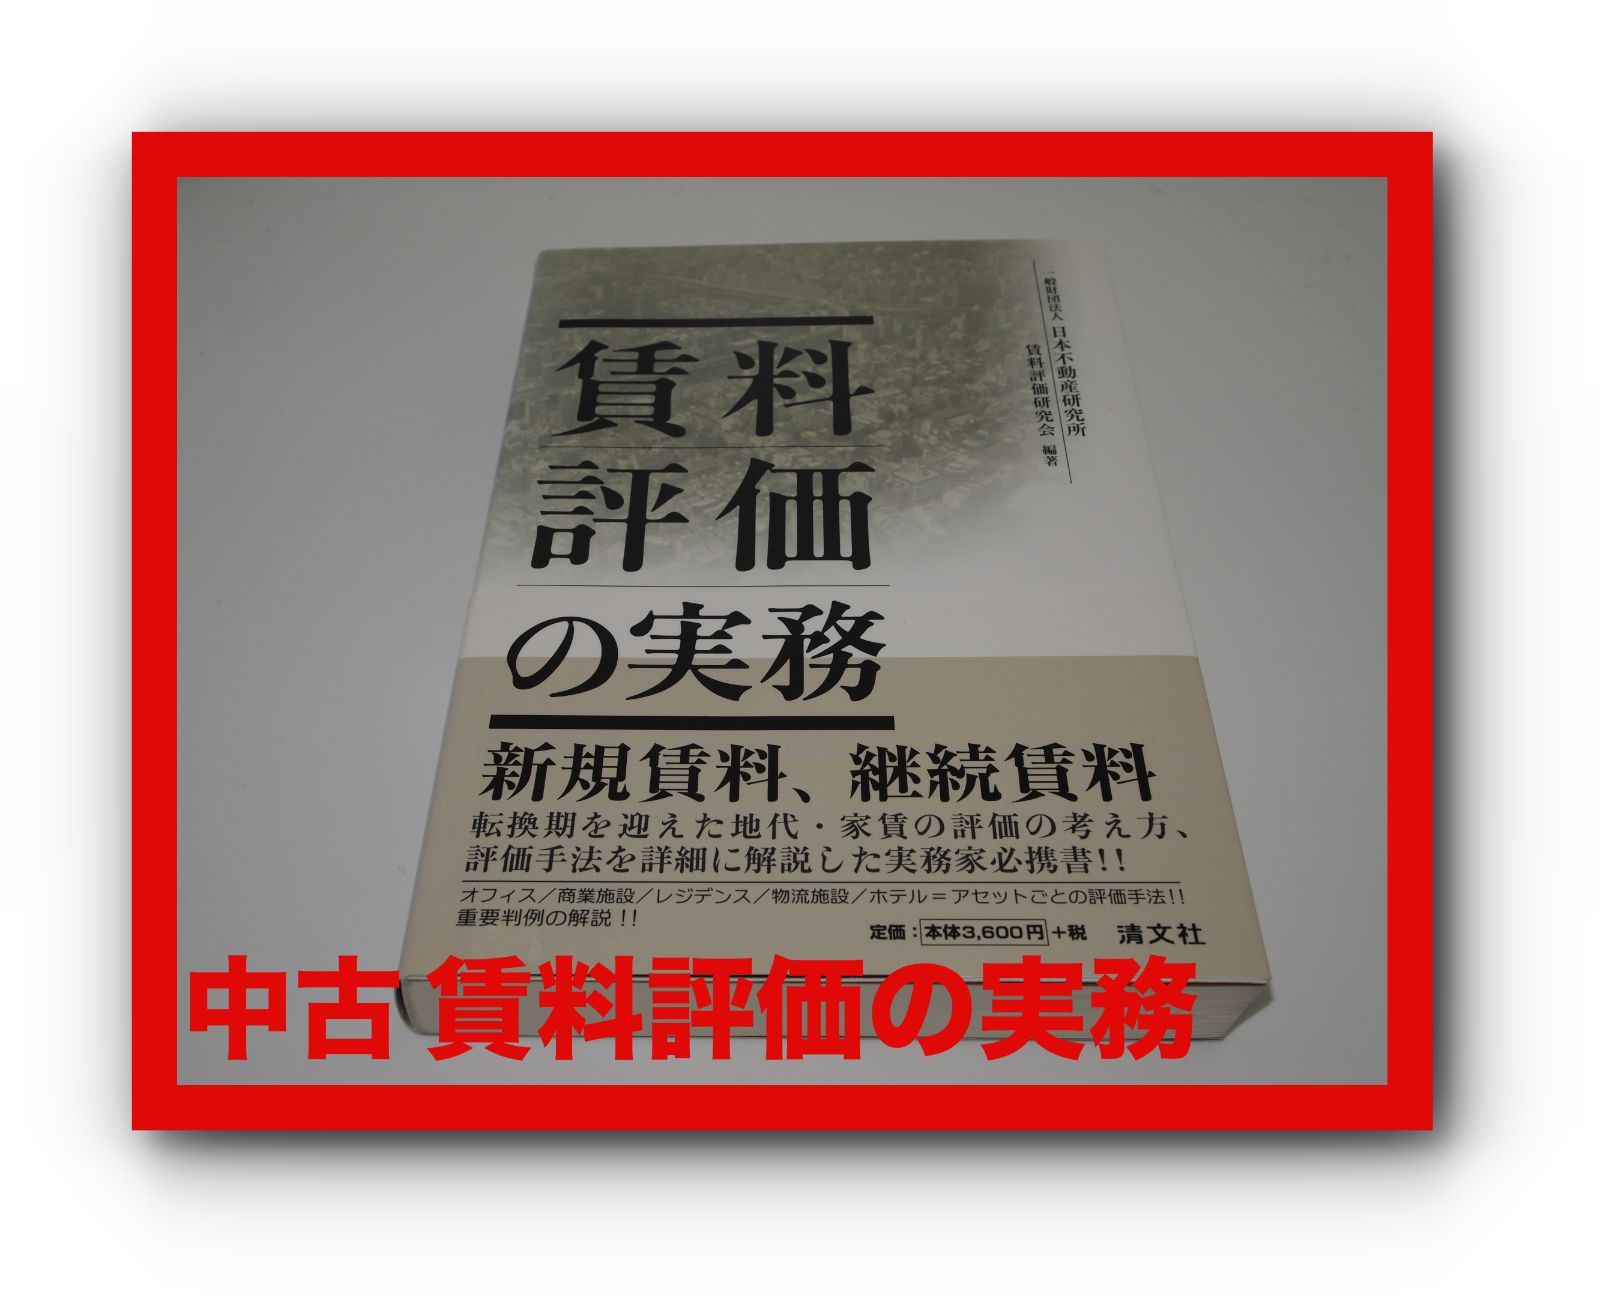 一般財団法人 日本不動産研究所
賃料評価研究会 編著
賃料
評価
の実務
新規賃料、継続賃料
転換期を迎えた地代・家賃の評価の考え方、
評価手法を詳細に解説した実務家必携書!!
オフィス／商業施設／レジデンス／物流施設／ホテル＝アセットごとの評価手法!!
重要判例の解説!!
定価：本体3,600円+税 清文社
中古 賃料評価の実務